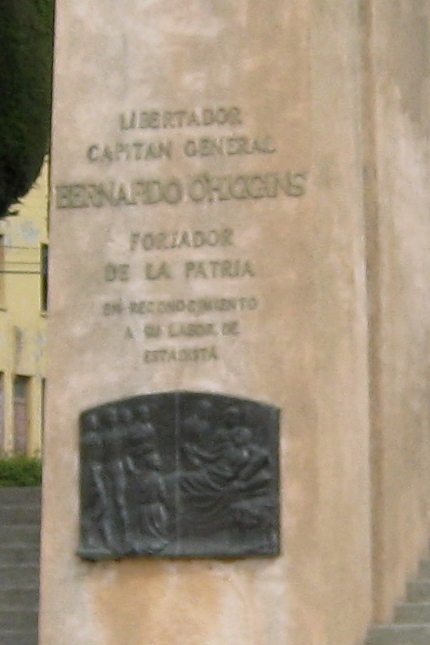 LIBERTADOR
CAPITAN GENERAL
BERNARDO O'HIGGINS
FORJADOR
DE LA PATRIA
EN RECONOCIMIENTO
A SU LABOR DE
ESTADISTA